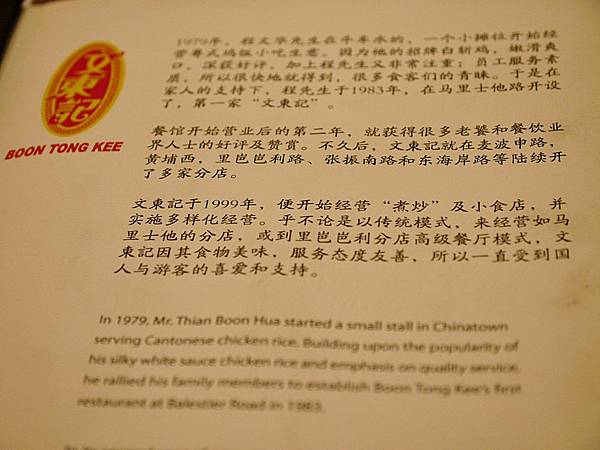 文東記
BOON TONG KEE
1979年，程文华先生在牛车水的，一个小摊位开始经
营粤式鸡饭小吃生意。因为他的招牌白斩鸡，嫩滑爽
口，深获好评，加上程先生又非常注重；员工服务素
质，所以很快地就得到，很多食客们的青睐。于是在
家人的支持下，程先生于1983年，在马里士他路开设
了，第一家“文東记”。
餐馆开始营业后的第二年，就获得很多老饕和餐饮业
界人士的好评及赞赏。不久后，文東記就在麦波申路，
黄埔西，里峇峇利路、张振南路和东海岸路等陆续开
了多家分店。
文東記于1999年，便开始经营“煮炒”及小食店，并
实施多样化经营。乎不论是以传统模式，来经营如马
里士他的分店，或到里峇峇利分店高级餐厅模式，文
東記因其食物美味，服务态度友善，所以一直受到国
人与游客的喜爱和支持。
In 1979, Mr. Thian Boon Hua started a small stall in Chinatown
serving Cantonese chicken rice. Building upon the popularity of
his silky white sauce chicken rice and emphasis on quality service,
he rallied his family members to establish Boon Tong Kee's first
restaurant at Balestier Road in 1983.